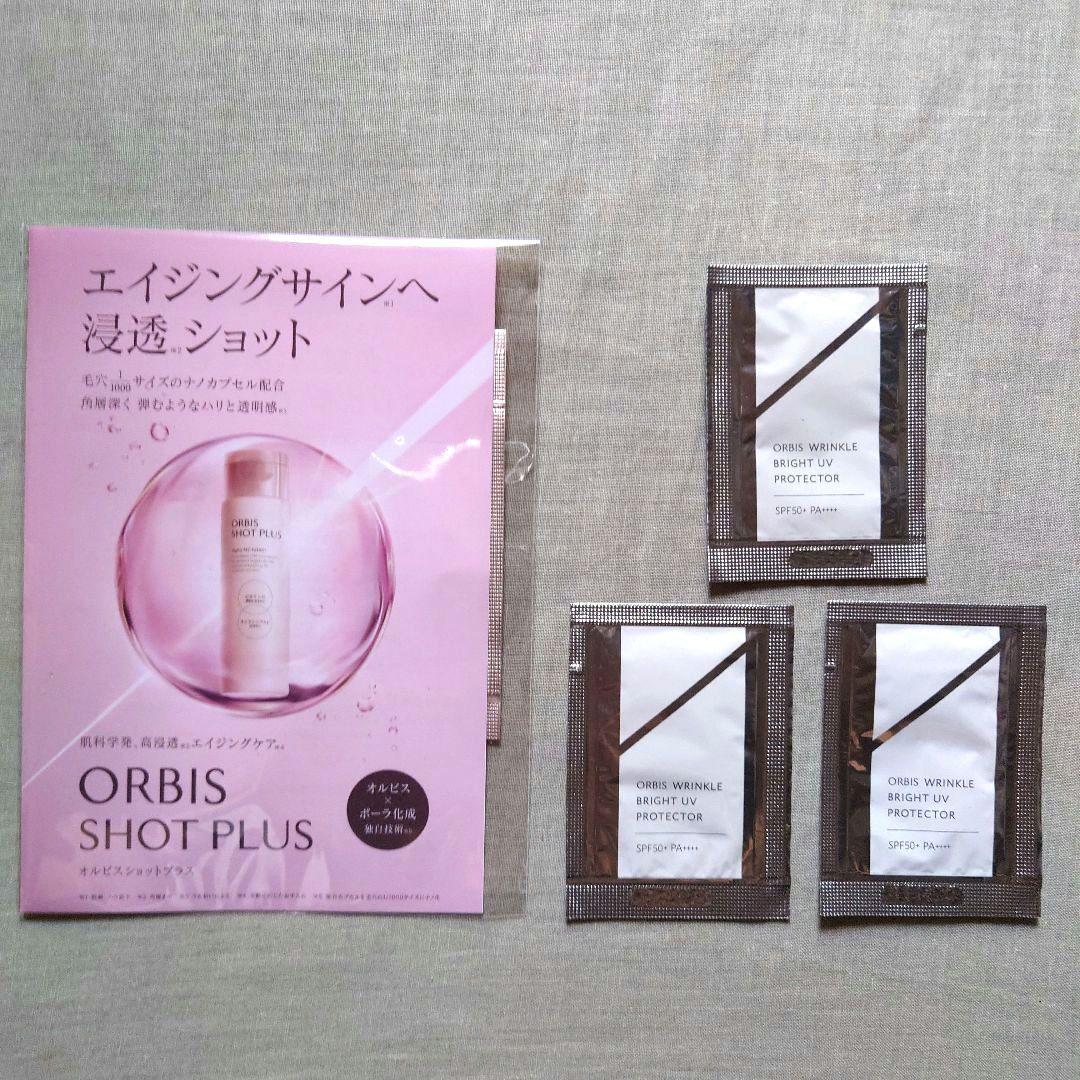 エイジングサインへ※1
浸透※2 ショット
毛穴1/1000サイズのナノカプセル配合
角層深く 弾むようなハリと透明感※3
ORBIS
SHOT PLUS
肌科学発、高浸透※2エイジングケア※4
ORBIS
SHOT PLUS
オルビスショットプラス
オルビス
×
ポーラ化成
独自技術
ORBIS WRINKLE
BRIGHT UV
PROTECTOR
SPF50+ PA++++
ORBIS WRINKLE
BRIGHT UV
PROTECTOR
SPF50+ PA++++
ORBIS WRINKLE
BRIGHT UV
PROTECTOR
SPF50+ PA++++